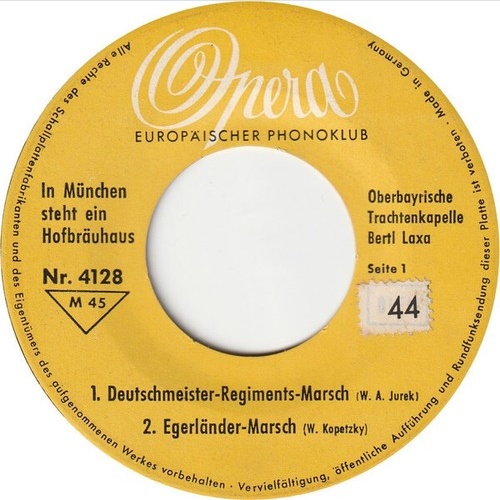 Opera
EUROPÄISCHER PHONOKLUB
In München
steht ein
Hofbräuhaus
Nr. 4128
M 45
Oberbayrische
Trachtenkapelle
Bertl Laxa
Seite 1
44
1. Deutschmeister-Regiments-Marsch (W. A. Jurek)
2. Egerländer-Marsch (W. Kopetzky)
Alle Rechte des Schallplattenfabrikanten und des Eigentümers des aufgenommenen Werkes vorbehalten · Vervielfältigung, öffentliche Aufführung und Rundfunksendung dieser Platte ist verboten · Made in Germany